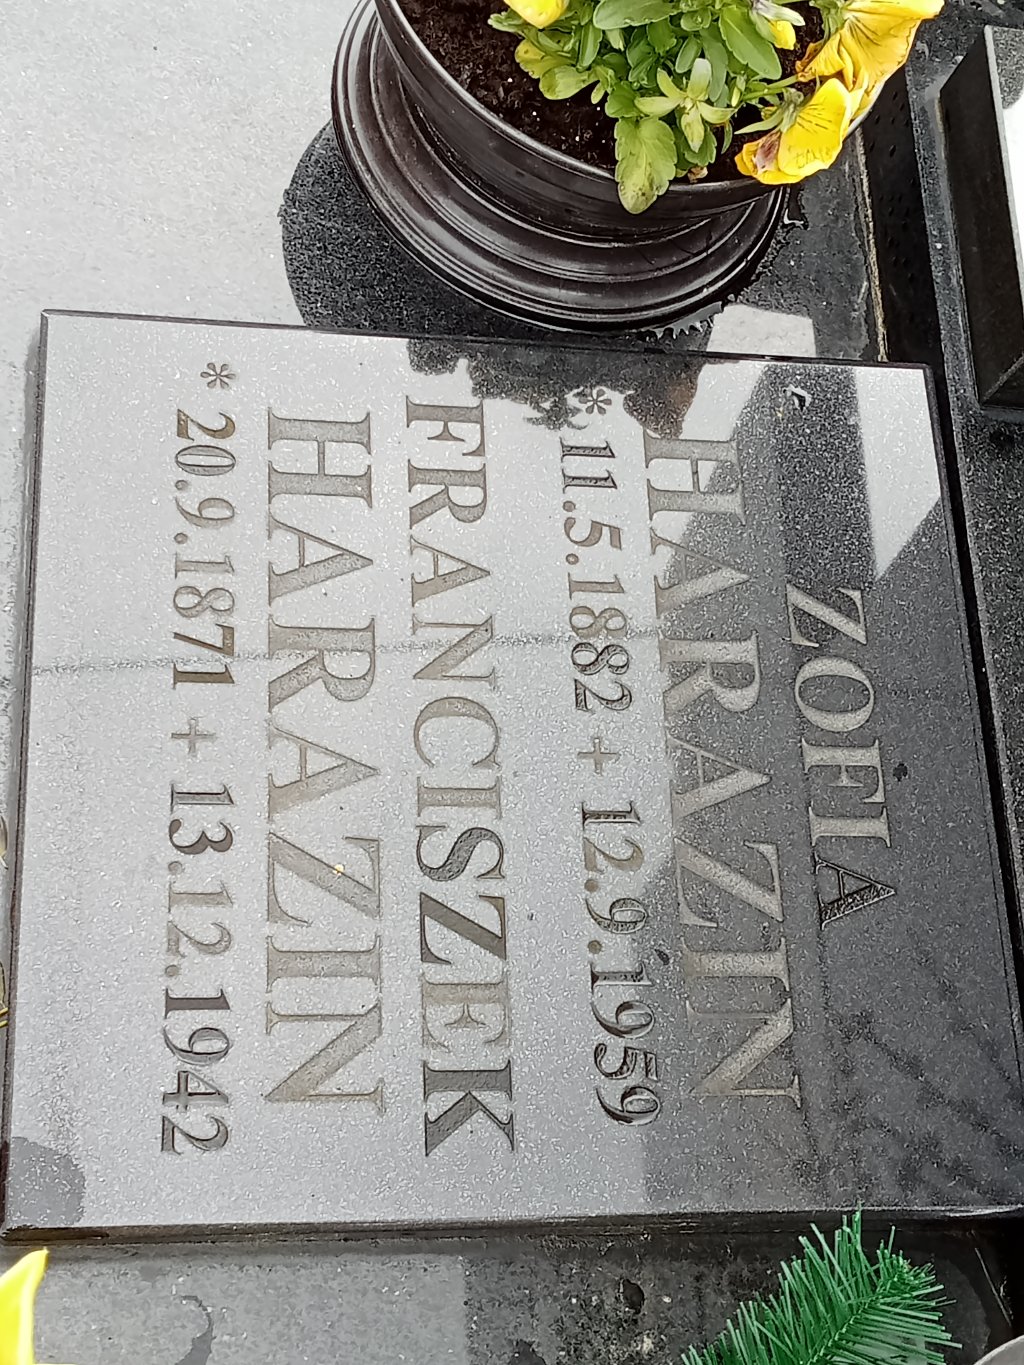 ZOFIA
HARAZIN
* 11.5.1882 + 12.9.1959
FRANCISZEK
HARAZIN
* 20.9.1871 + 13.12.1942